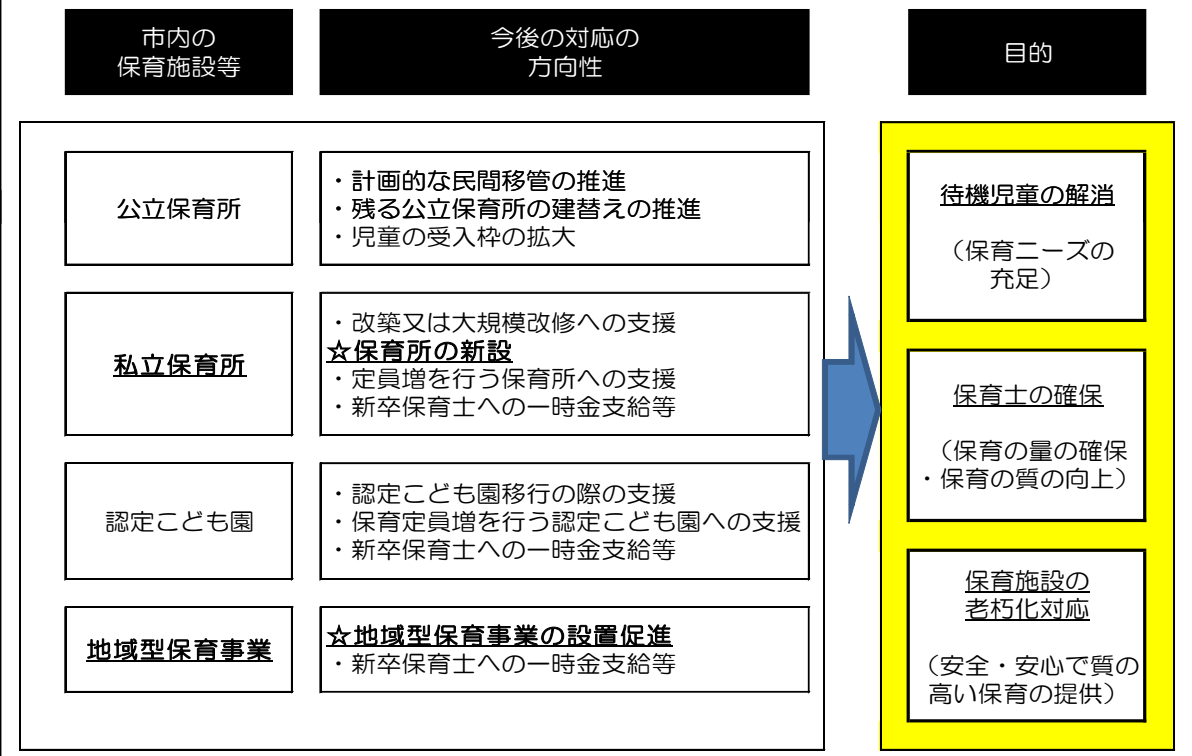 市内の
保育施設等
今後の対応の
方向性
目的
公立保育所
・計画的な民間移管の推進
・残る公立保育所の建替えの推進
・児童の受入枠の拡大
私立保育所
・改築又は大規模改修への支援
☆保育所の新設
・定員増を行う保育所への支援
・新卒保育士への一時金支給等
認定こども園
・認定こども園移行の際の支援
・保育定員増を行う認定こども園への支援
・新卒保育士への一時金支給等
地域型保育事業
☆地域型保育事業の設置促進
・新卒保育士への一時金支給等
待機児童の解消
（保育ニーズの
充足）
保育士の確保
（保育の量の確保
・保育の質の向上）
保育施設の
老朽化対応
（安全・安心で質の
高い保育の提供）